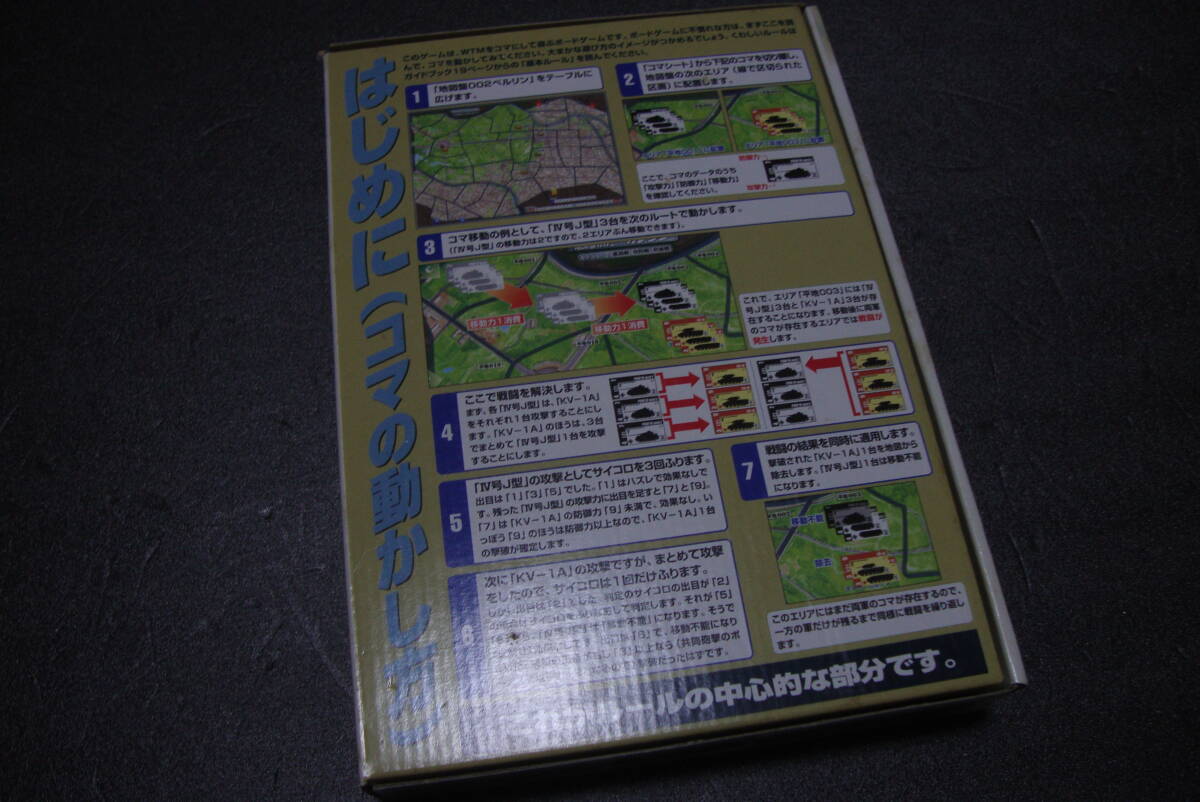 はじめに(コマの動かし方)
このゲームは、WTMをコマにして遊ぶボードゲームです。ボードゲームに不慣れな方は、まずここを読
んで、コマを動かしてみてください。大まかな遊び方のイメージがつかめるでしょう。くわしいルールは
ガイドブック19ページからの「基本ルール」を読んでください。
1
「地図盤002ベルリン」をテーブルに
広げます。
2
「コマシート」から下記のコマを切り離し、
地図盤の次のエリア(線で区切られた
区画)に配置します。
防御力
攻撃力
ここで、コマのデータのうち
「攻撃力」「防御力」「移動力」
を確認してください。
3
コマ移動の例として、「Ⅳ号J型」3台を次のルートで動かします。
(「Ⅳ号J型」の移動力は2ですので、2エリアぶん移動できます)。
移動力1消費
移動力1消費
これで、エリア「平地003」には「Ⅳ
号J型」3台と「KV-1A」3台が存
在することになります。移動後に両軍
のコマが存在するエリアでは戦闘が
発生します。
4
ここで戦闘を解決します。
まず、各「Ⅳ号J型」は、「KV-1A」
をそれぞれ1台攻撃することにし
ます。「KV-1A」のほうは、3台
でまとめて「Ⅳ号J型」1台を攻撃
することにします。
5
「Ⅳ号J型」の攻撃としてサイコロを3回ふります。
出目は「1」「3」「5」でした。「1」はハズレで効果なしで
す。残った「Ⅳ号J型」の攻撃力に出目を足すと「7」と「9」。
「7」は「KV-1A」の防御力「9」未満で、効果なし。い
っぽう「9」のほうは防御力以上なので、「KV-1A」1台
の撃破が確定します。
6
次に「KV-1A」の攻撃ですが、まとめて攻撃
をしたので、サイコロは1回だけふります。
7
戦闘の結果を同時に適用します。
撃破された「KV-1A」1台を地図から
除去します。「Ⅳ号J型」1台は移動不能
になります。
移動不能
除去
このエリアにはまだ両軍のコマが存在するので、
一方の軍だけが残るまで同様に戦闘を繰り返し
ます。
これがルールの中心的な部分です。